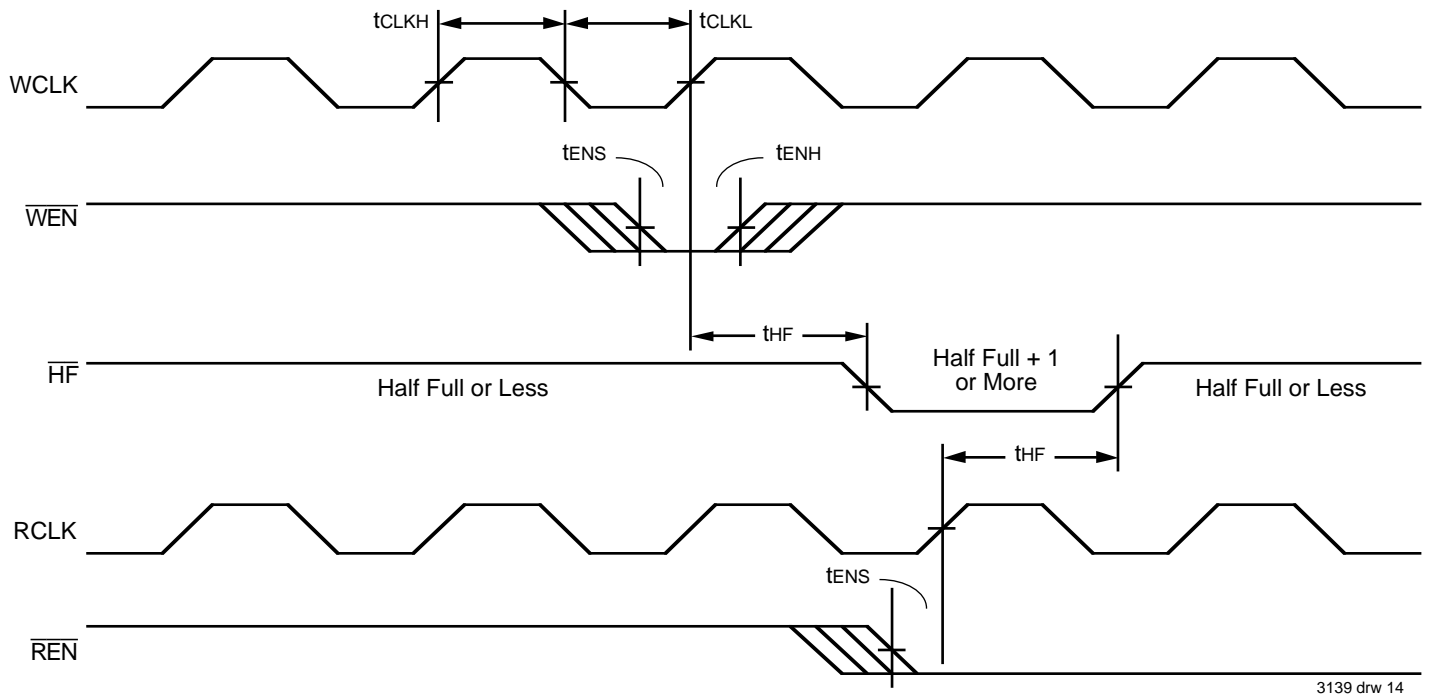 tCLKH
tCLKL
WCLK
tENS
tENH
WEN
tHF
HF
Half Full or Less
Half Full + 1
or More
Half Full or Less
tHF
RCLK
tENS
REN
3139 drw 14